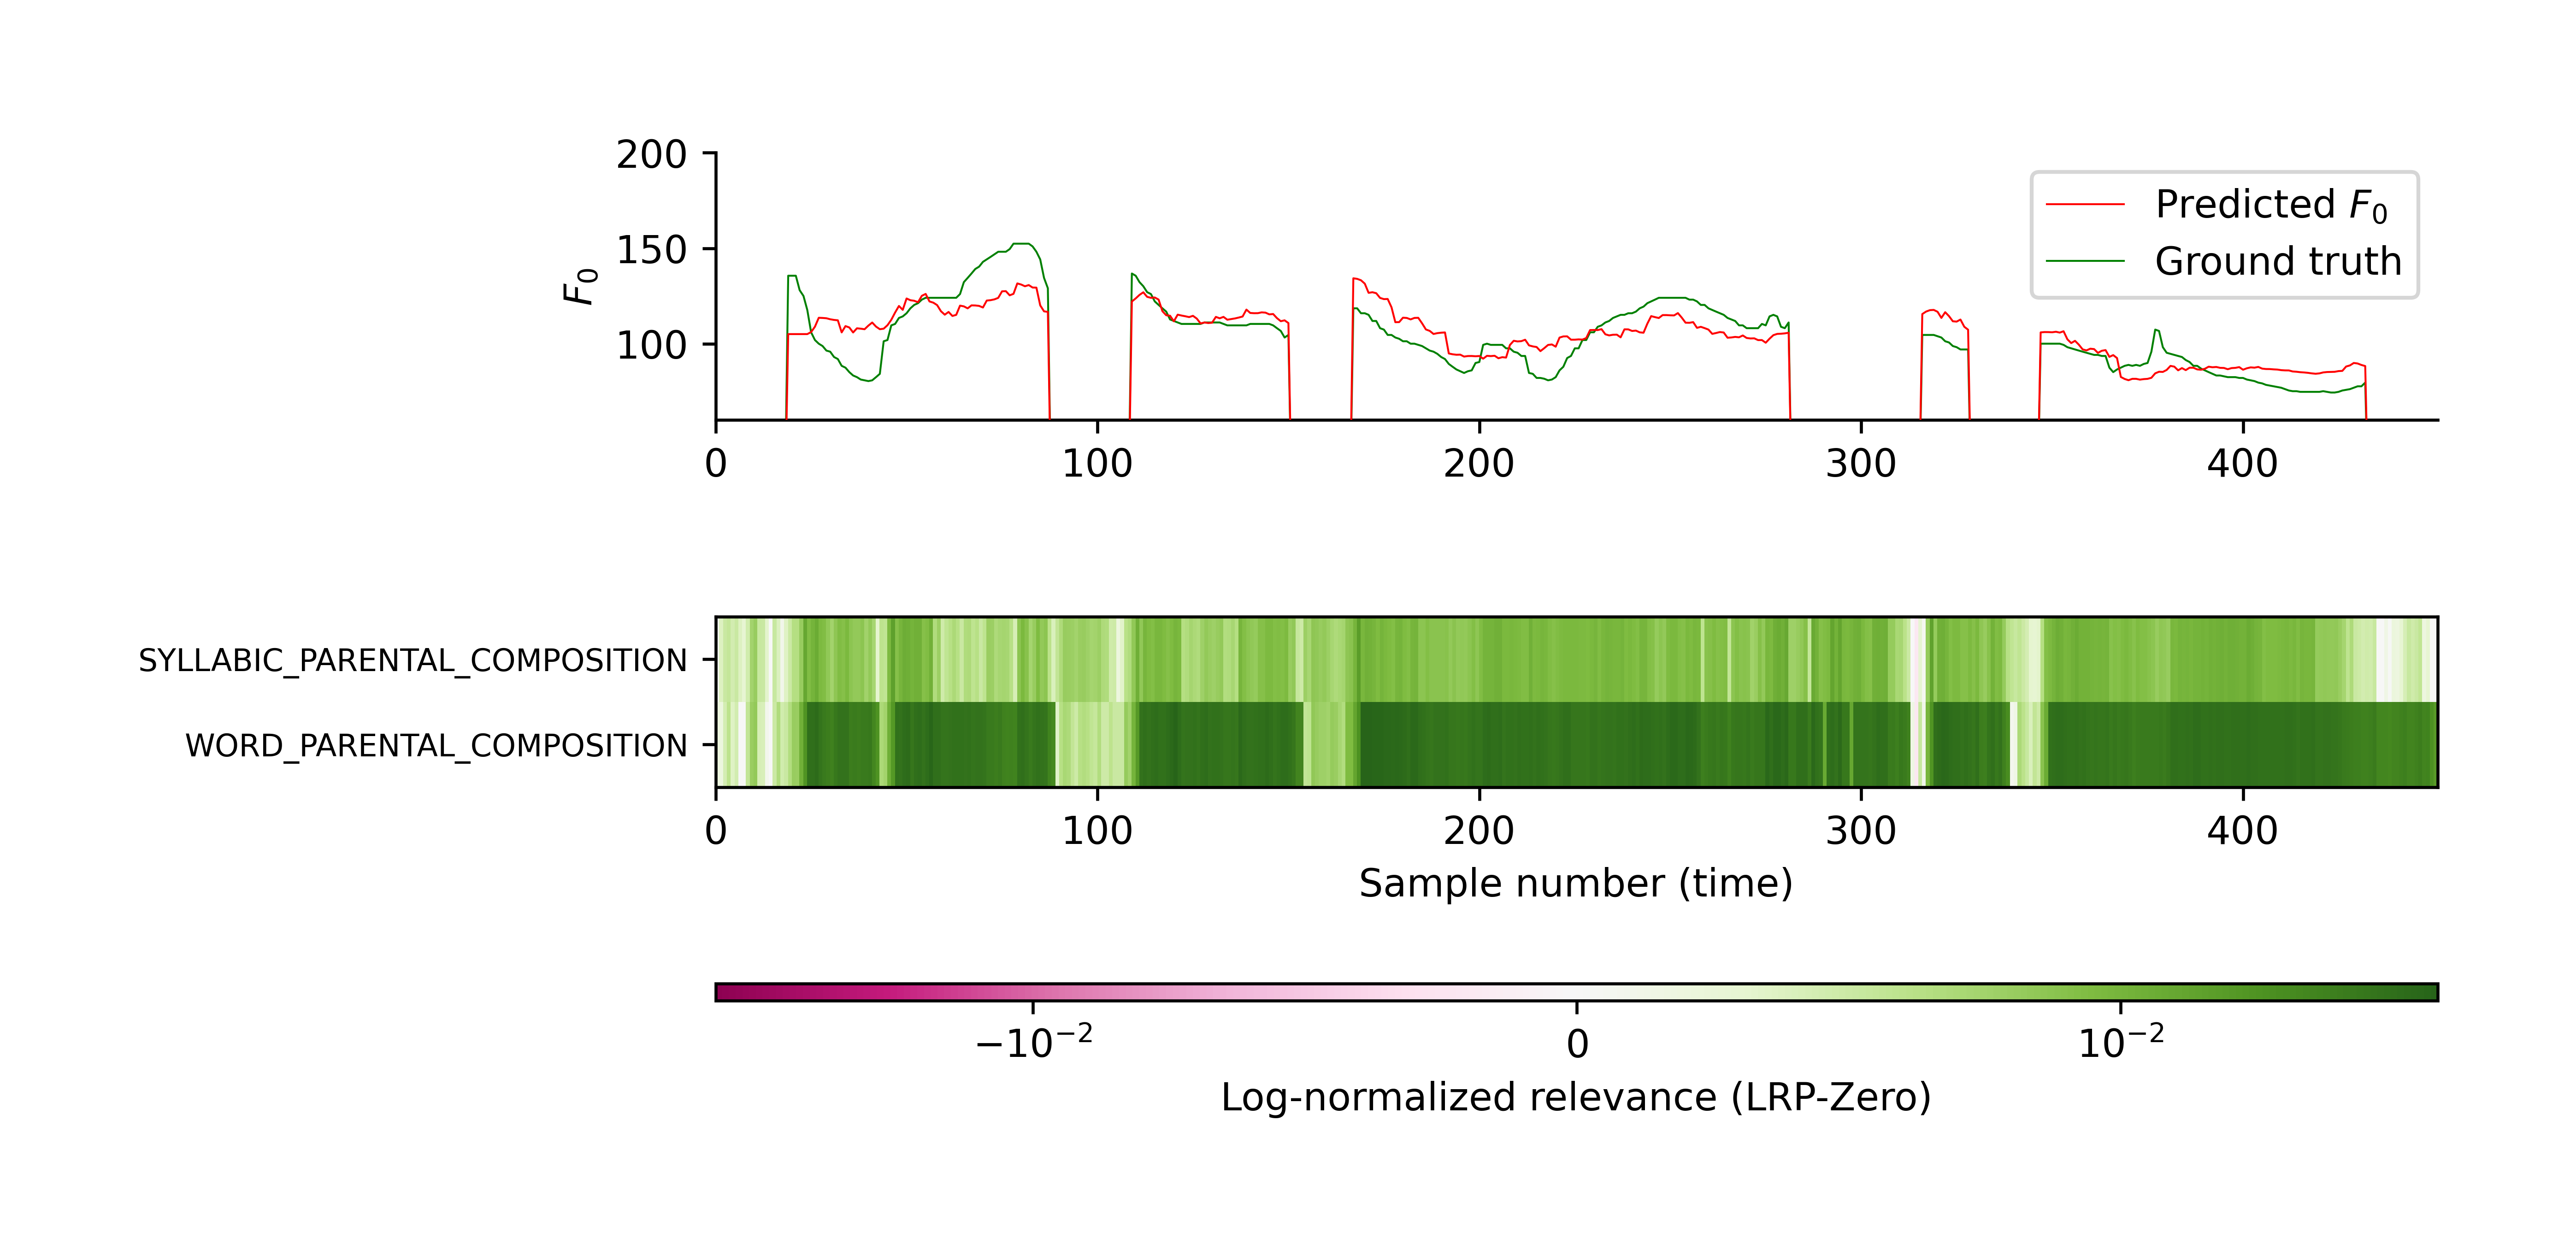 200
150
100
F₀
Predicted F₀
Ground truth
0 100 200 300 400
SYLLABIC_PARENTAL_COMPOSITION
WORD_PARENTAL_COMPOSITION
0 100 200 300 400
Sample number (time)
−10⁻² 0 10⁻²
Log-normalized relevance (LRP-Zero)